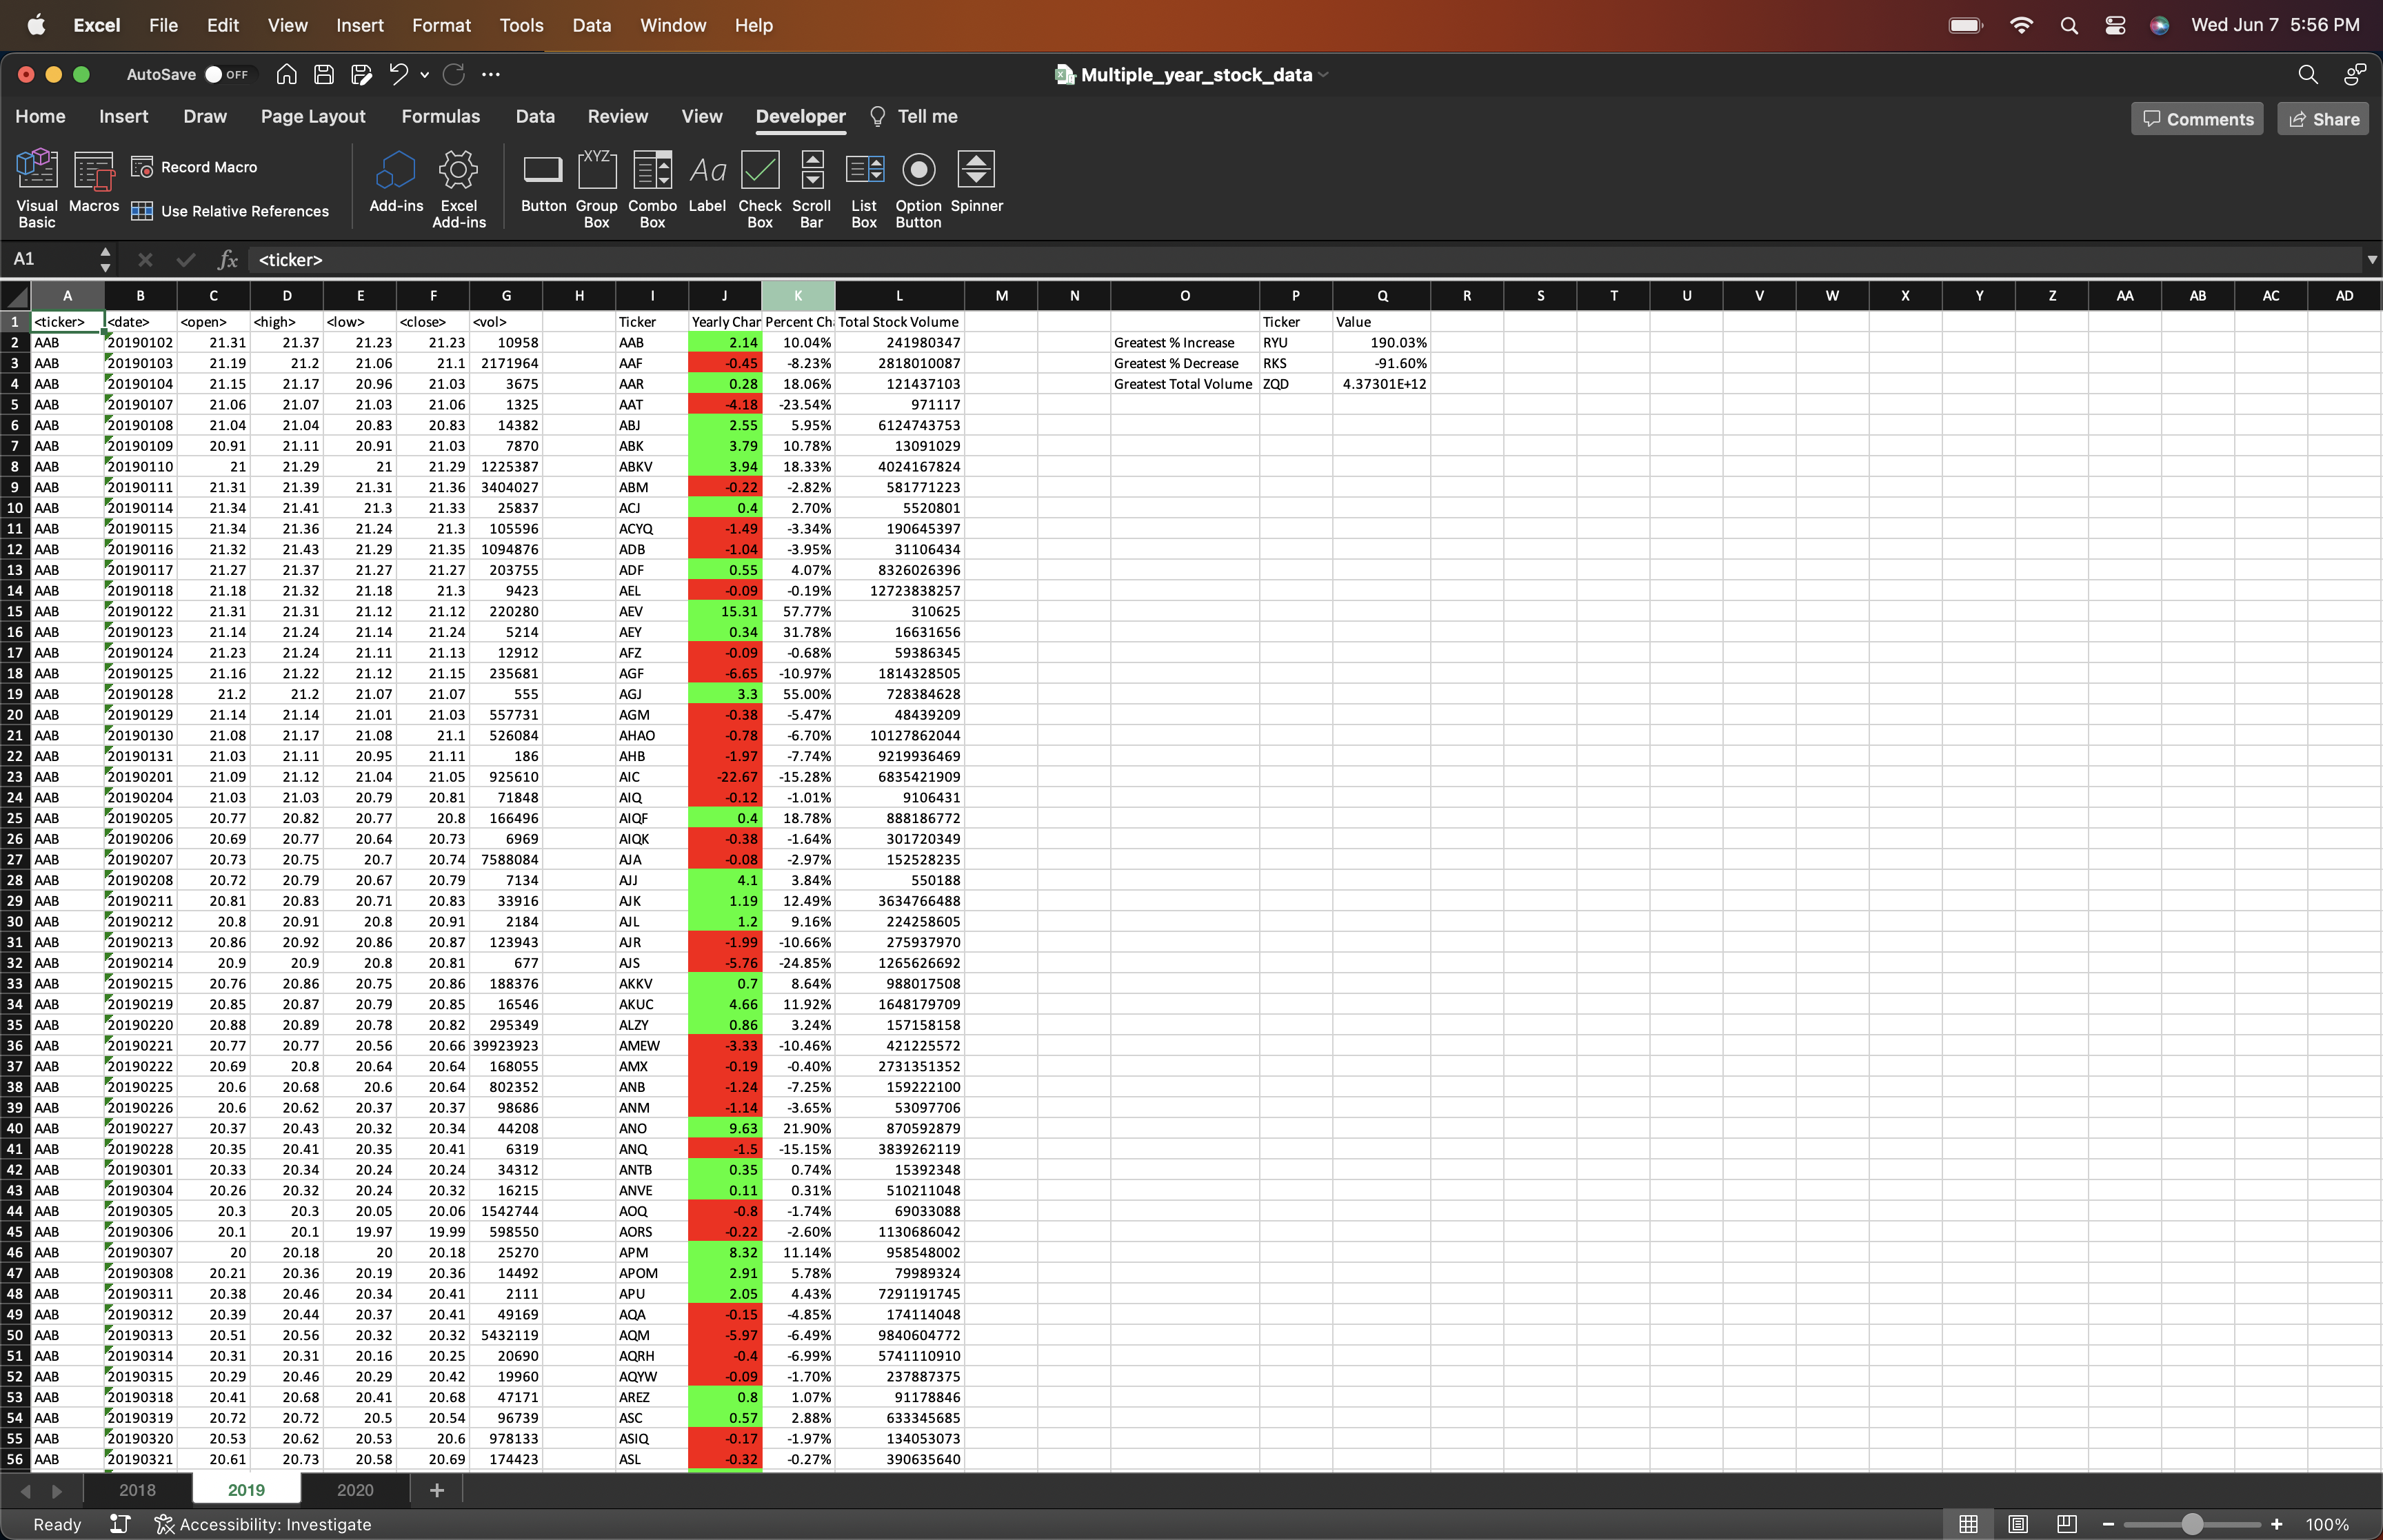 Excel File Edit View Insert Format Tools Data Window Help Wed Jun 7 5:56 PM
AutoSave OFF Multiple_year_stock_data
Home Insert Draw Page Layout Formulas Data Review View Developer Tell me Comments Share
Visual Basic Macros Record Macro Use Relative References Add-ins Excel Add-ins Button XYZ Group Box Combo Box Aa Label Check Box Scroll Bar List Box Option Button Spinner
A1 fx <ticker>
A B C D E F G H I J K L M N O P Q R S T U V W X Y Z AA AB AC AD
1 <ticker> <date> <open> <high> <low> <close> <vol> Ticker Yearly Char Percent Ch Total Stock Volume Ticker Value
2 AAB 20190102 21.31 21.37 21.23 21.23 10958 AAB 2.14 10.04% 241980347 Greatest % Increase RYU 190.03%
3 AAB 20190103 21.19 21.2 21.06 21.1 2171964 AAF -0.45 -8.23% 2818010087 Greatest % Decrease RKS -91.60%
4 AAB 20190104 21.15 21.17 20.96 21.03 3675 AAR 0.28 18.06% 121437103 Greatest Total Volume ZQD 4.37301E+12
5 AAB 20190107 21.06 21.07 21.03 21.06 1325 AAT -4.18 -23.54% 971117
6 AAB 20190108 21.04 21.04 20.83 20.83 14382 ABJ 2.55 5.95% 6124743753
7 AAB 20190109 20.91 21.11 20.91 21.03 7870 ABK 3.79 10.78% 13091029
8 AAB 20190110 21 21.29 21 21.29 1225387 ABKV 3.94 18.33% 4024167824
9 AAB 20190111 21.31 21.39 21.31 21.36 3404027 ABM -0.22 -2.82% 581771223
10 AAB 20190114 21.34 21.41 21.3 21.33 25837 ACJ 0.4 2.70% 5520801
11 AAB 20190115 21.34 21.36 21.24 21.3 105596 ACYQ -1.49 -3.34% 190645397
12 AAB 20190116 21.32 21.43 21.29 21.35 1094876 ADB -1.04 -3.95% 31106434
13 AAB 20190117 21.27 21.37 21.27 21.27 203755 ADF 0.55 4.07% 8326026396
14 AAB 20190118 21.18 21.32 21.18 21.3 9423 AEL -0.09 -0.19% 12723838257
15 AAB 20190122 21.31 21.31 21.12 21.12 220280 AEV 15.31 57.77% 310625
16 AAB 20190123 21.14 21.24 21.14 21.24 5214 AEY 0.34 31.78% 16631656
17 AAB 20190124 21.23 21.24 21.11 21.13 12912 AFZ -0.09 -0.68% 59386345
18 AAB 20190125 21.16 21.22 21.12 21.15 235681 AGF -6.65 -10.97% 1814328505
19 AAB 20190128 21.2 21.2 21.07 21.07 555 AGJ 3.3 55.00% 728384628
20 AAB 20190129 21.14 21.14 21.01 21.03 557731 AGM -0.38 -5.47% 48439209
21 AAB 20190130 21.08 21.17 21.08 21.1 526084 AHAO -0.78 -6.70% 10127862044
22 AAB 20190131 21.03 21.11 20.95 21.11 186 AHB -1.97 -7.74% 9219936469
23 AAB 20190201 21.09 21.12 21.04 21.05 925610 AIC -22.67 -15.28% 6835421909
24 AAB 20190204 21.03 21.03 20.79 20.81 71848 AIQ -0.12 -1.01% 9106431
25 AAB 20190205 20.77 20.82 20.77 20.8 166496 AIQF 0.4 18.78% 888186772
26 AAB 20190206 20.69 20.77 20.64 20.73 6969 AIQK -0.38 -1.64% 301720349
27 AAB 20190207 20.73 20.75 20.7 20.74 7588084 AJA -0.08 -2.97% 152528235
28 AAB 20190208 20.72 20.79 20.67 20.79 7134 AJJ 4.1 3.84% 550188
29 AAB 20190211 20.81 20.83 20.71 20.83 33916 AJK 1.19 12.49% 3634766488
30 AAB 20190212 20.8 20.91 20.8 20.91 2184 AJL 1.2 9.16% 224258605
31 AAB 20190213 20.86 20.92 20.86 20.87 123943 AJR -1.99 -10.66% 275937970
32 AAB 20190214 20.9 20.9 20.8 20.81 677 AJS -5.76 -24.85% 1265626692
33 AAB 20190215 20.76 20.86 20.75 20.86 188376 AKKV 0.7 8.64% 988017508
34 AAB 20190219 20.85 20.87 20.79 20.85 16546 AKUC 4.66 11.92% 1648179709
35 AAB 20190220 20.88 20.89 20.78 20.82 295349 ALZY 0.86 3.24% 157158158
36 AAB 20190221 20.77 20.77 20.56 20.66 39923923 AMEW -3.33 -10.46% 421225572
37 AAB 20190222 20.69 20.8 20.64 20.64 168055 AMX -0.19 -0.40% 2731351352
38 AAB 20190225 20.6 20.68 20.6 20.64 802352 ANB -1.24 -7.25% 159222100
39 AAB 20190226 20.6 20.62 20.37 20.37 98686 ANM -1.14 -3.65% 53097706
40 AAB 20190227 20.37 20.43 20.32 20.34 44208 ANO 9.63 21.90% 870592879
41 AAB 20190228 20.35 20.41 20.35 20.41 6319 ANQ -1.5 -15.15% 3839262119
42 AAB 20190301 20.33 20.34 20.24 20.24 34312 ANTB 0.35 0.74% 15392348
43 AAB 20190304 20.26 20.32 20.24 20.32 16215 ANVE 0.11 0.31% 510211048
44 AAB 20190305 20.3 20.3 20.05 20.06 1542744 AOQ -0.8 -1.74% 69033088
45 AAB 20190306 20.1 20.1 19.97 19.99 598550 AORS -0.22 -2.60% 1130686042
46 AAB 20190307 20 20.18 20 20.18 25270 APM 8.32 11.14% 958548002
47 AAB 20190308 20.21 20.36 20.19 20.36 14492 APOM 2.91 5.78% 79989324
48 AAB 20190311 20.38 20.46 20.34 20.41 2111 APU 2.05 4.43% 7291191745
49 AAB 20190312 20.39 20.44 20.37 20.41 49169 AQA -0.15 -4.85% 174114048
50 AAB 20190313 20.51 20.56 20.32 20.32 5432119 AQM -5.97 -6.49% 9840604772
51 AAB 20190314 20.31 20.31 20.16 20.25 20690 AQRH -0.4 -6.99% 5741110910
52 AAB 20190315 20.29 20.46 20.29 20.42 19960 AQYW -0.09 -1.70% 237887375
53 AAB 20190318 20.41 20.68 20.41 20.68 47171 AREZ 0.8 1.07% 91178846
54 AAB 20190319 20.72 20.72 20.5 20.54 96739 ASC 0.57 2.88% 633345685
55 AAB 20190320 20.53 20.62 20.53 20.6 978133 ASIQ -0.17 -1.97% 134053073
56 AAB 20190321 20.61 20.73 20.58 20.69 174423 ASL -0.32 -0.27% 390635640
2018 2019 2020
Ready Accessibility: Investigate 100%